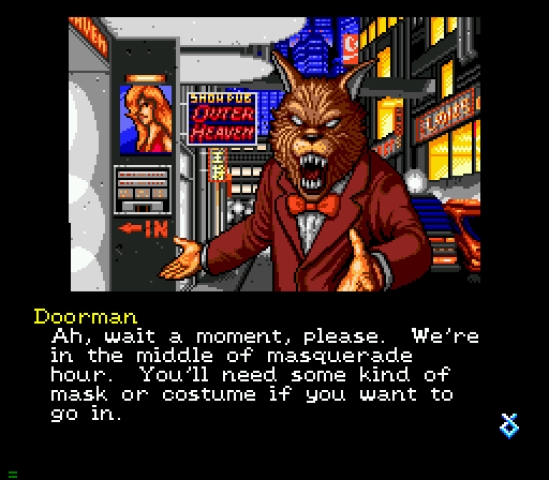 SHOW PUB
OUTER
HEAVEN
←IN
Doorman
Ah, wait a moment, please. We're
in the middle of masquerade
hour. You'll need some kind of
mask or costume if you want to
go in.